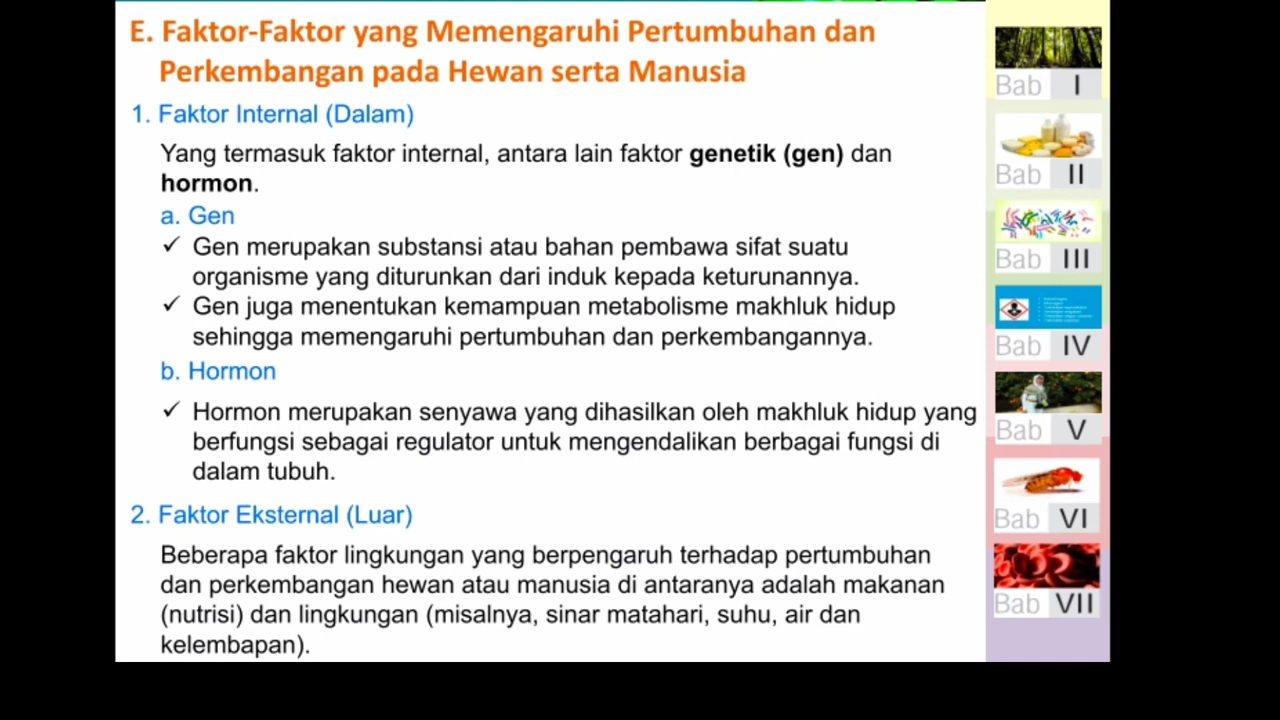 E. Faktor-Faktor yang Memengaruhi Pertumbuhan dan
Perkembangan pada Hewan serta Manusia
1. Faktor Internal (Dalam)
Yang termasuk faktor internal, antara lain faktor genetik (gen) dan
hormon.
a. Gen
✓ Gen merupakan substansi atau bahan pembawa sifat suatu
organisme yang diturunkan dari induk kepada keturunannya.
✓ Gen juga menentukan kemampuan metabolisme makhluk hidup
sehingga memengaruhi pertumbuhan dan perkembangannya.
b. Hormon
✓ Hormon merupakan senyawa yang dihasilkan oleh makhluk hidup yang
berfungsi sebagai regulator untuk mengendalikan berbagai fungsi di
dalam tubuh.
2. Faktor Eksternal (Luar)
Beberapa faktor lingkungan yang berpengaruh terhadap pertumbuhan
dan perkembangan hewan atau manusia di antaranya adalah makanan
(nutrisi) dan lingkungan (misalnya, sinar matahari, suhu, air dan
kelembapan).
Bab I
Bab II
Bab III
Bab IV
Bab V
Bab VI
Bab VII